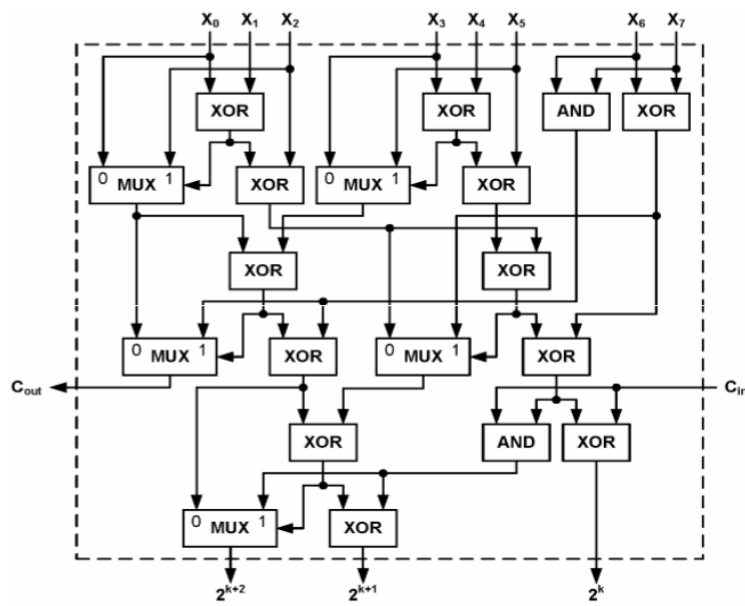 X₀ X₁ X₂ X₃ X₄ X₅ X₆ X₇
XOR XOR AND XOR
0 MUX 1 XOR 0 MUX 1 XOR
XOR XOR
0 MUX 1 XOR 0 MUX 1 XOR
Cout Cin
XOR AND XOR
0 MUX 1 XOR
2ᵏ⁺² 2ᵏ⁺¹ 2ᵏ